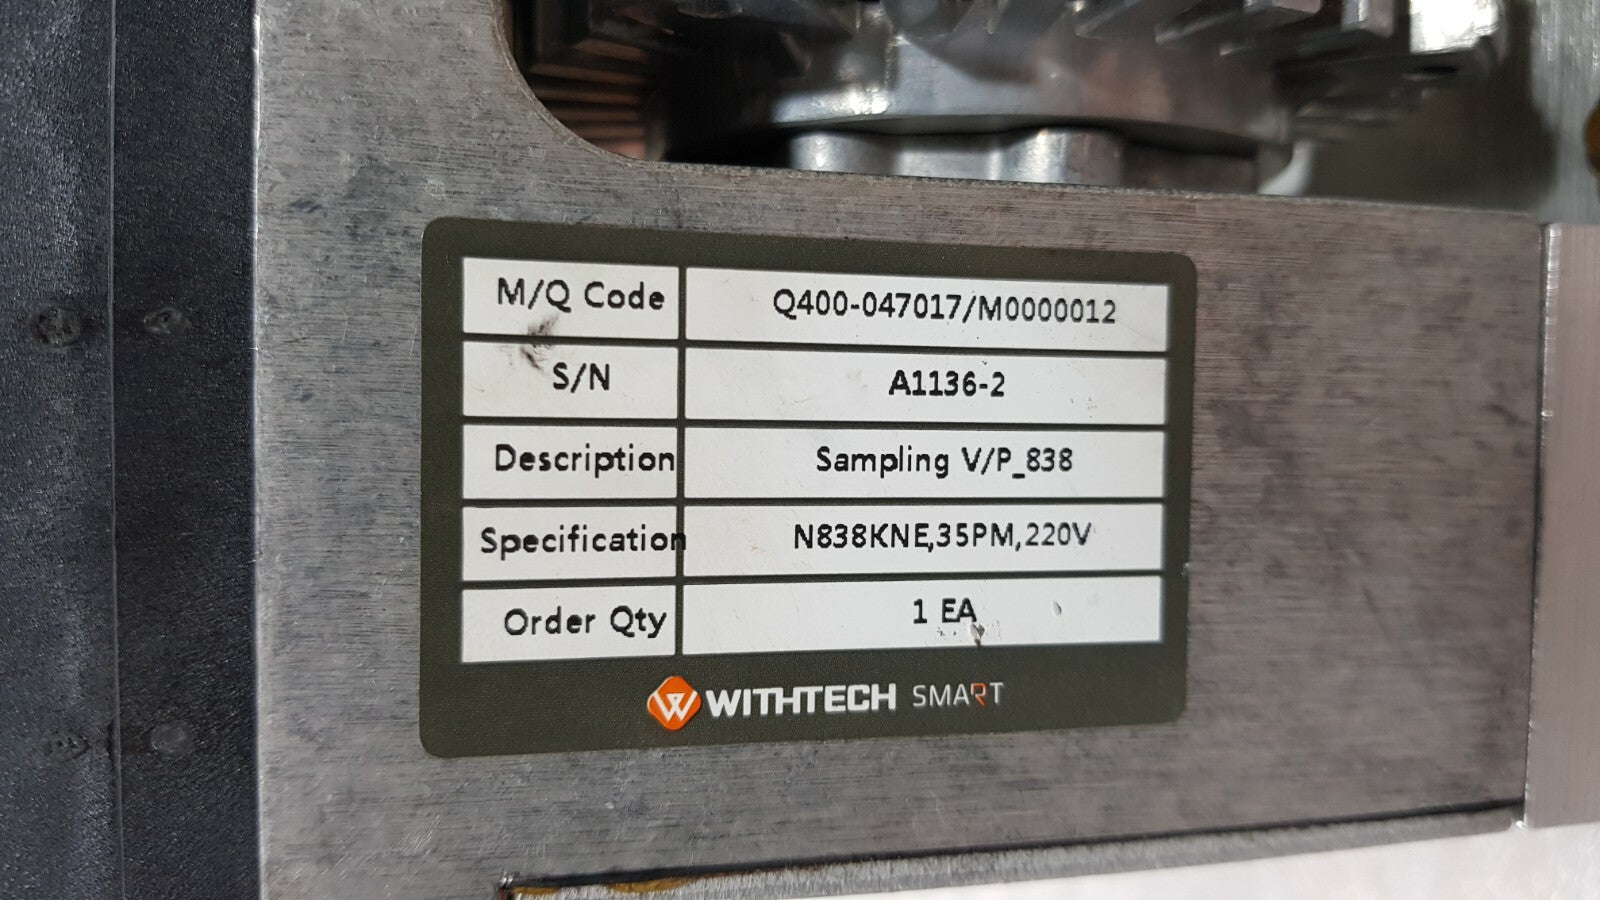 M/Q Code Q400-047017/M0000012
S/N A1136-2
Description Sampling V/P_838
Specification N838KNE,35PM,220V
Order Qty 1 EA
WITHTECH SMART